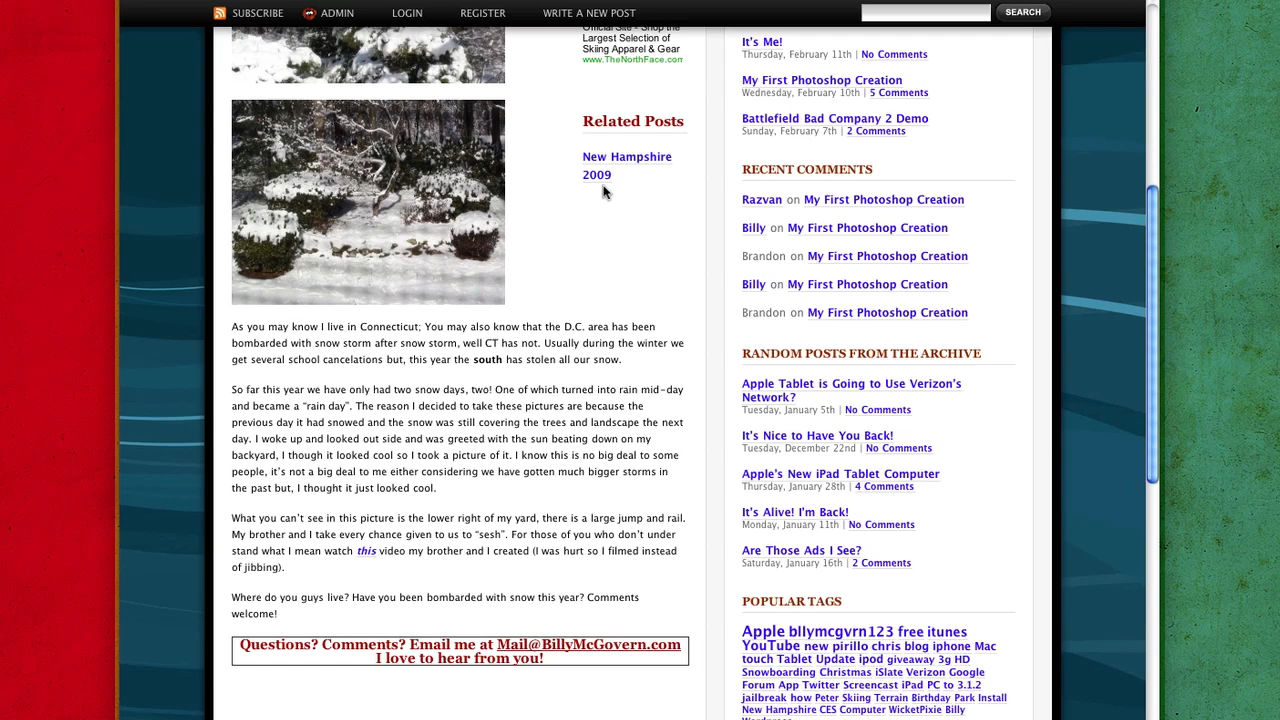 SUBSCRIBE ADMIN LOGIN REGISTER WRITE A NEW POST SEARCH
Official Site - Shop the
Largest Selection of
Skiing Apparel & Gear
www.TheNorthFace.com
Related Posts
New Hampshire
2009
As you may know I live in Connecticut; You may also know that the D.C. area has been
bombarded with snow storm after snow storm, well CT has not. Usually during the winter we
get several school cancelations but, this year the south has stolen all our snow.
So far this year we have only had two snow days, two! One of which turned into rain mid-day
and became a “rain day”. The reason I decided to take these pictures are because the
previous day it had snowed and the snow was still covering the trees and landscape the next
day. I woke up and looked out side and was greeted with the sun beating down on my
backyard, I though it looked cool so I took a picture of it. I know this is no big deal to some
people, it’s not a big deal to me either considering we have gotten much bigger storms in
the past but, I thought it just looked cool.
What you can’t see in this picture is the lower right of my yard, there is a large jump and rail.
My brother and I take every chance given to us to “sesh”. For those of you who don’t under
stand what I mean watch this video my brother and I created (I was hurt so I filmed instead
of jibbing).
Where do you guys live? Have you been bombarded with snow this year? Comments
welcome!
Questions? Comments? Email me at Mail@BillyMcGovern.com
I love to hear from you!
It’s Me!
Thursday, February 11th | No Comments
My First Photoshop Creation
Wednesday, February 10th | 5 Comments
Battlefield Bad Company 2 Demo
Sunday, February 7th | 2 Comments
RECENT COMMENTS
Razvan on My First Photoshop Creation
Billy on My First Photoshop Creation
Brandon on My First Photoshop Creation
Billy on My First Photoshop Creation
Brandon on My First Photoshop Creation
RANDOM POSTS FROM THE ARCHIVE
Apple Tablet is Going to Use Verizon’s
Network?
Tuesday, January 5th | No Comments
It’s Nice to Have You Back!
Tuesday, December 22nd | No Comments
Apple’s New iPad Tablet Computer
Thursday, January 28th | 4 Comments
It’s Alive! I’m Back!
Monday, January 11th | No Comments
Are Those Ads I See?
Saturday, January 16th | 2 Comments
POPULAR TAGS
Apple bllymcgvrn123 free itunes
YouTube new pirillo chris blog iphone Mac
touch Tablet Update ipod giveaway 3g HD
Snowboarding Christmas iSlate Verizon Google
Forum App Twitter Screencast iPad PC to 3.1.2
jailbreak how Peter Skiing Terrain Birthday Park Install
New Hampshire CES Computer WicketPixie Billy